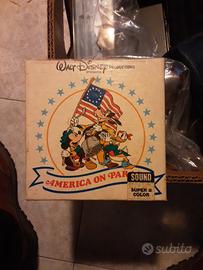 WALT DISNEY PRODUCTIONS
presents
AMERICA ON PAR
SOUND
SUPER 8
COLOR
subito